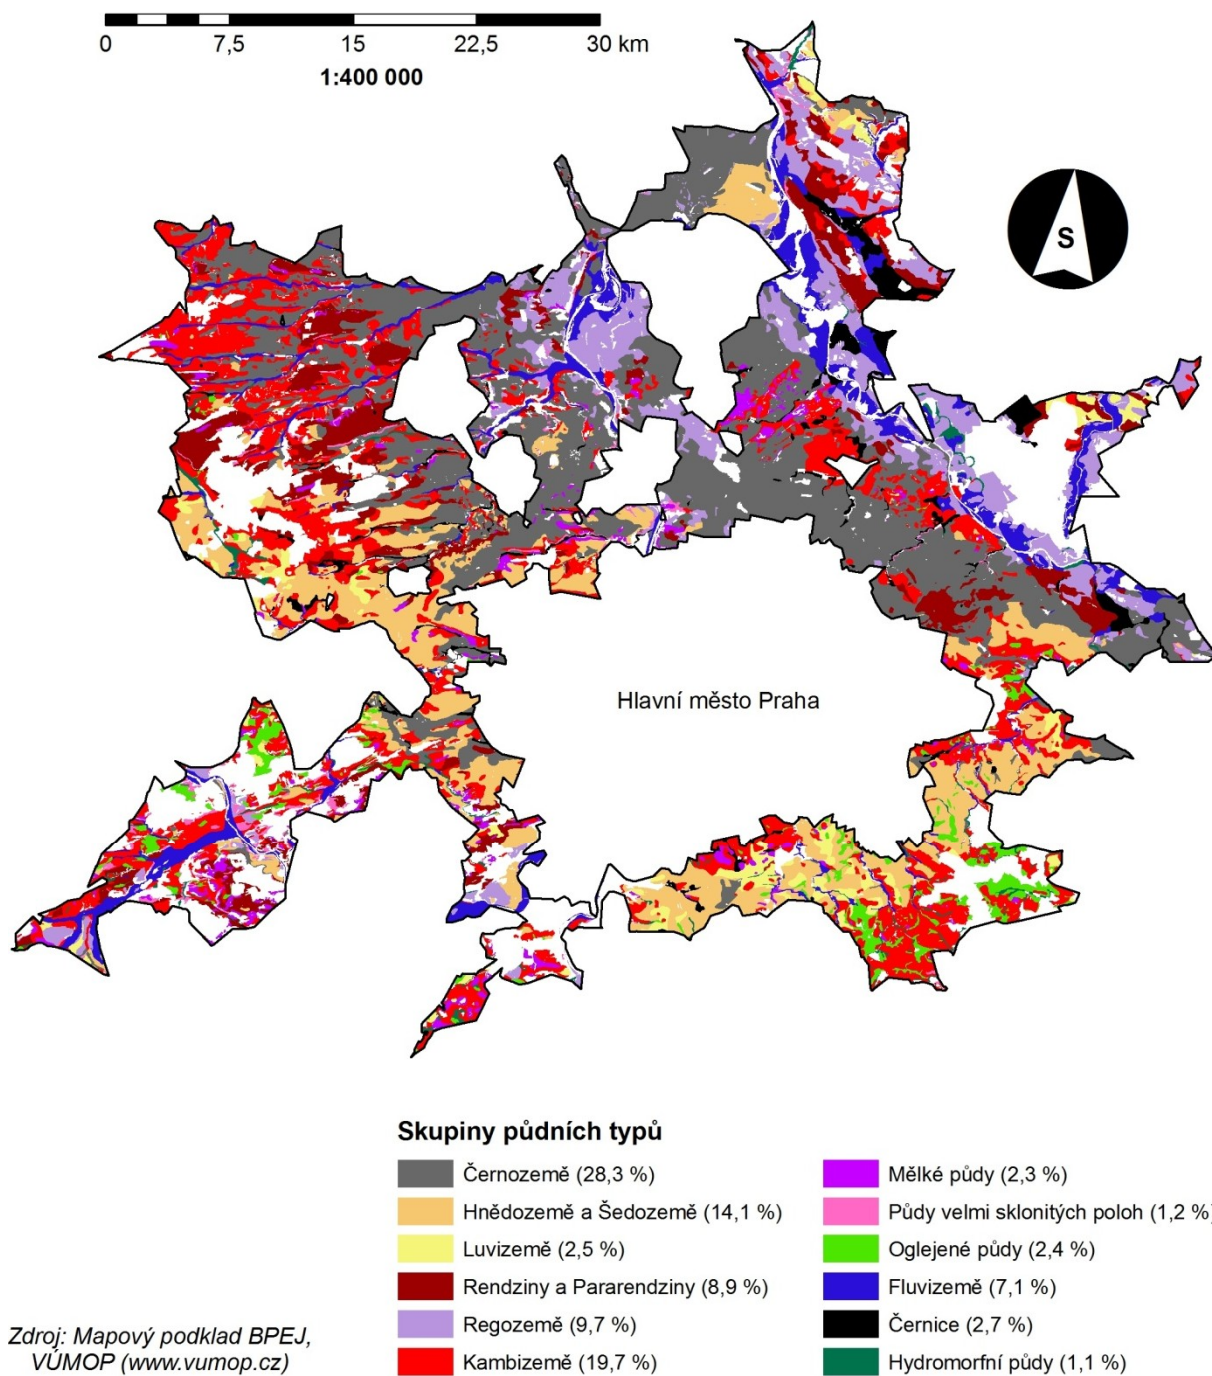 0 7,5 15 22,5 30 km
1:400 000
S
Hlavní město Praha
Skupiny půdních typů
Černozemě (28,3 %)
Hnědozemě a Šedozemě (14,1 %)
Luvizemě (2,5 %)
Rendziny a Pararendziny (8,9 %)
Regozemě (9,7 %)
Kambizemě (19,7 %)
Mělké půdy (2,3 %)
Půdy velmi sklonitých poloh (1,2 %)
Oglejené půdy (2,4 %)
Fluvizemě (7,1 %)
Černice (2,7 %)
Hydromorfní půdy (1,1 %)
Zdroj: Mapový podklad BPEJ,
VÚMOP (www.vumop.cz)